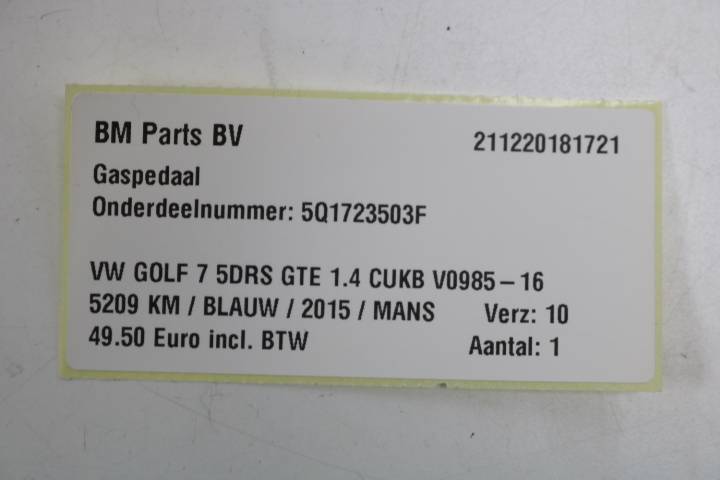 BM Parts BV 211220181721
Gaspedaal
Onderdeelnummer: 5Q1723503F
VW GOLF 7 5DRS GTE 1.4 CUKB V0985-16
5209 KM / BLAUW / 2015 / MANS Verz: 10
49.50 Euro incl. BTW Aantal: 1